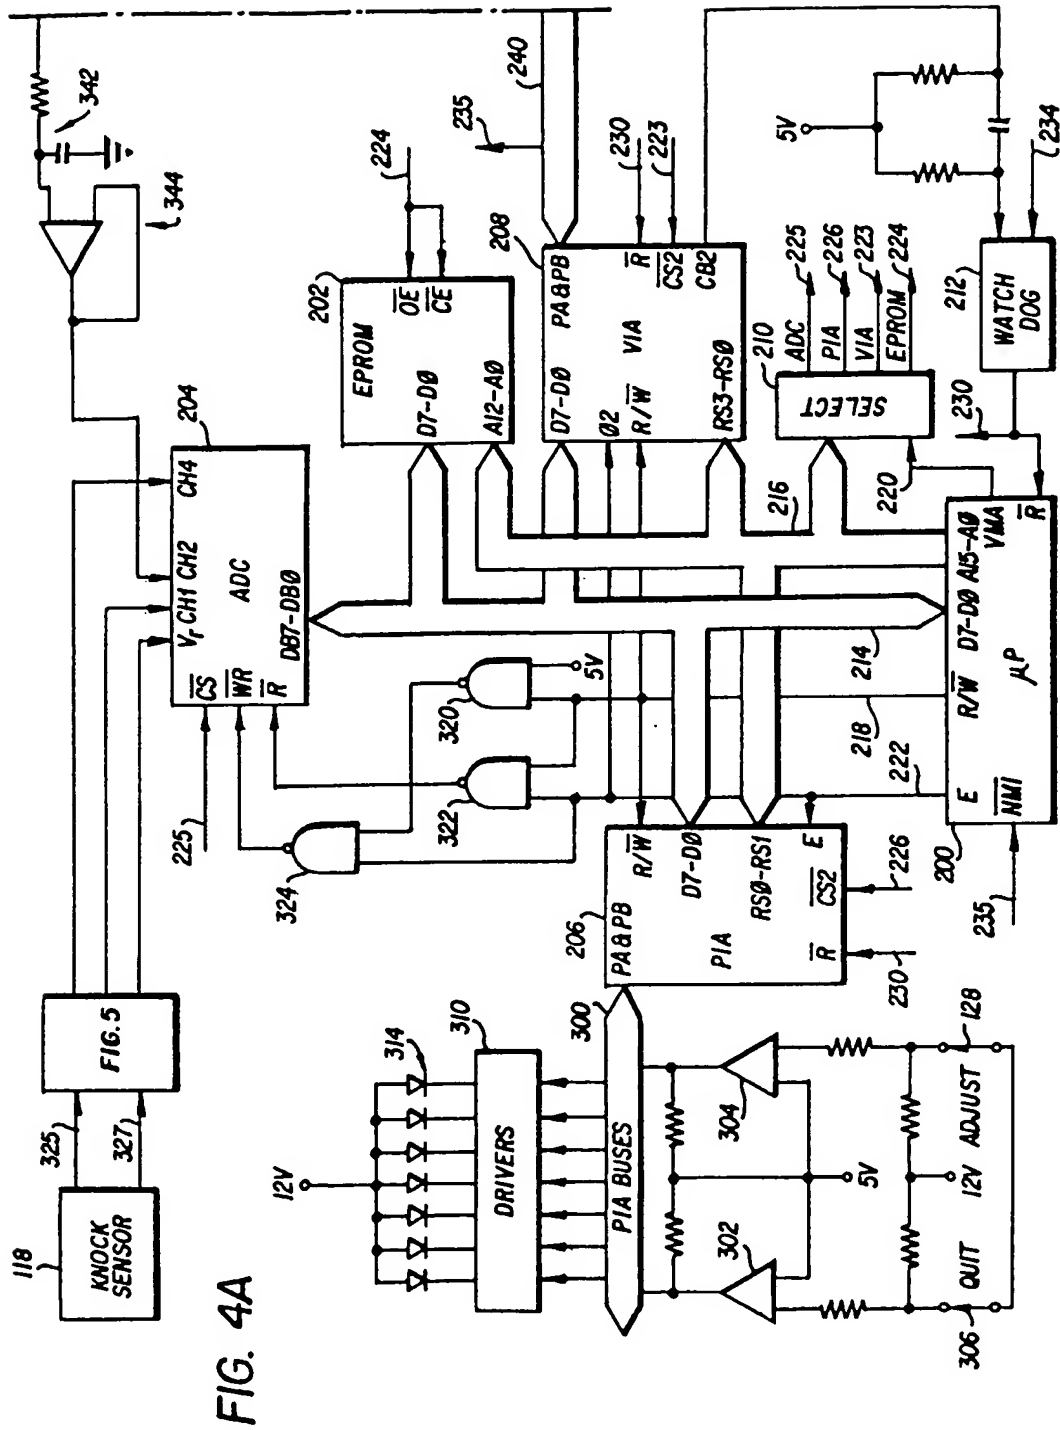 FIG. 4A
118
KNOCK
SENSOR
325
327
FIG. 5
342
344
204
Vr CH1 CH2 CH4
ADC
CS
WR
R
DB7-DB0
225
320
322
324
5V
202
EPROM
OE
CE
D7-D0
A12-A0
224
235
240
208
PA&PB
D7-D0
VIA
Ø2
R/W
R
CS2
CB2
RS3-RS0
230
223
210
SELECT
ADC 225
PIA 226
VIA 223
EPROM 224
5V
212
WATCH
DOG
234
230
220
216
214
218
222
200
μP
E
NMI
R/W
D7-D0
A15-A0
VMA
R
235
206
PA&PB
PIA
R/W
D7-D0
RS0-RS1
E
CS2
R
226
230
300
PIA BUSES
310
DRIVERS
314
12V
302
304
5V
12V
QUIT
ADJUST
306
128